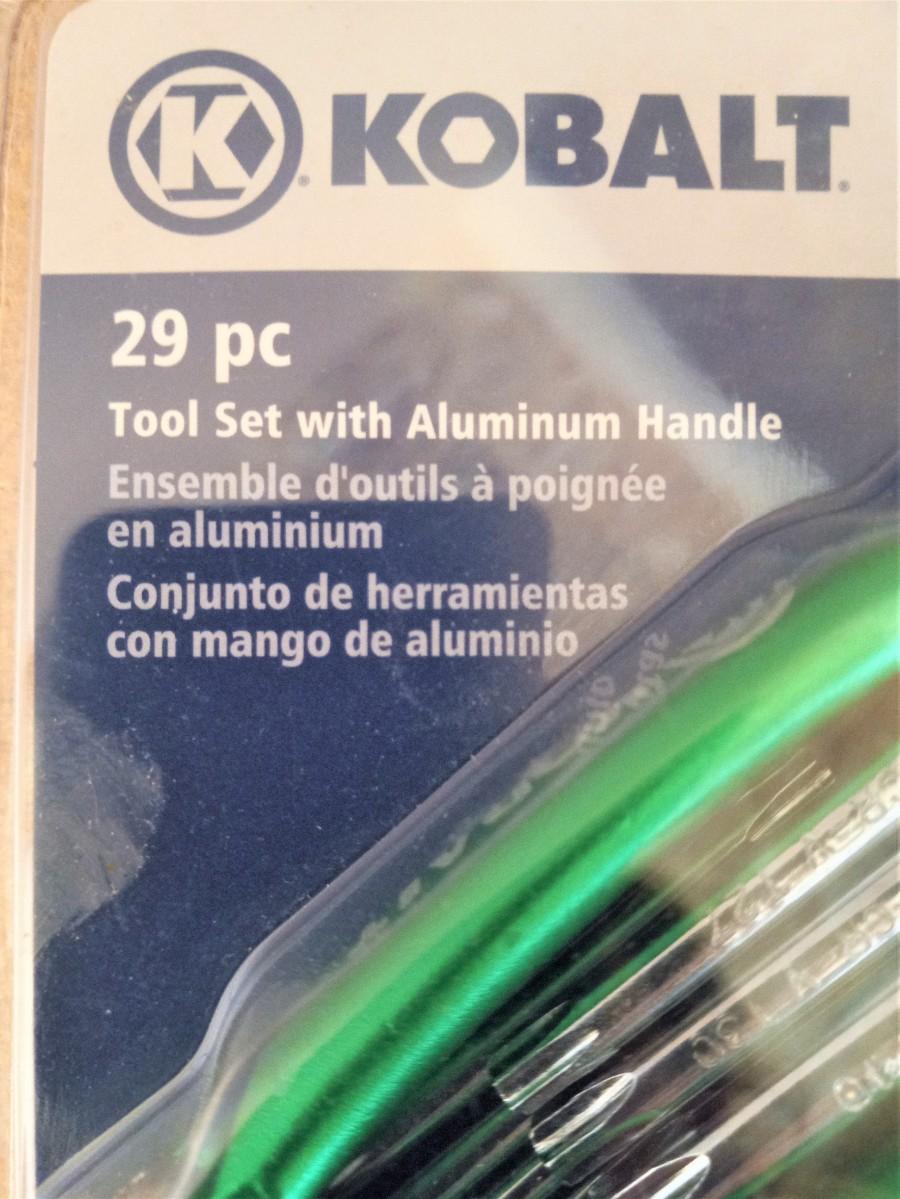 K® KOBALT®
29 pc
Tool Set with Aluminum Handle
Ensemble d'outils à poignée
en aluminium
Conjunto de herramientas
con mango de aluminio